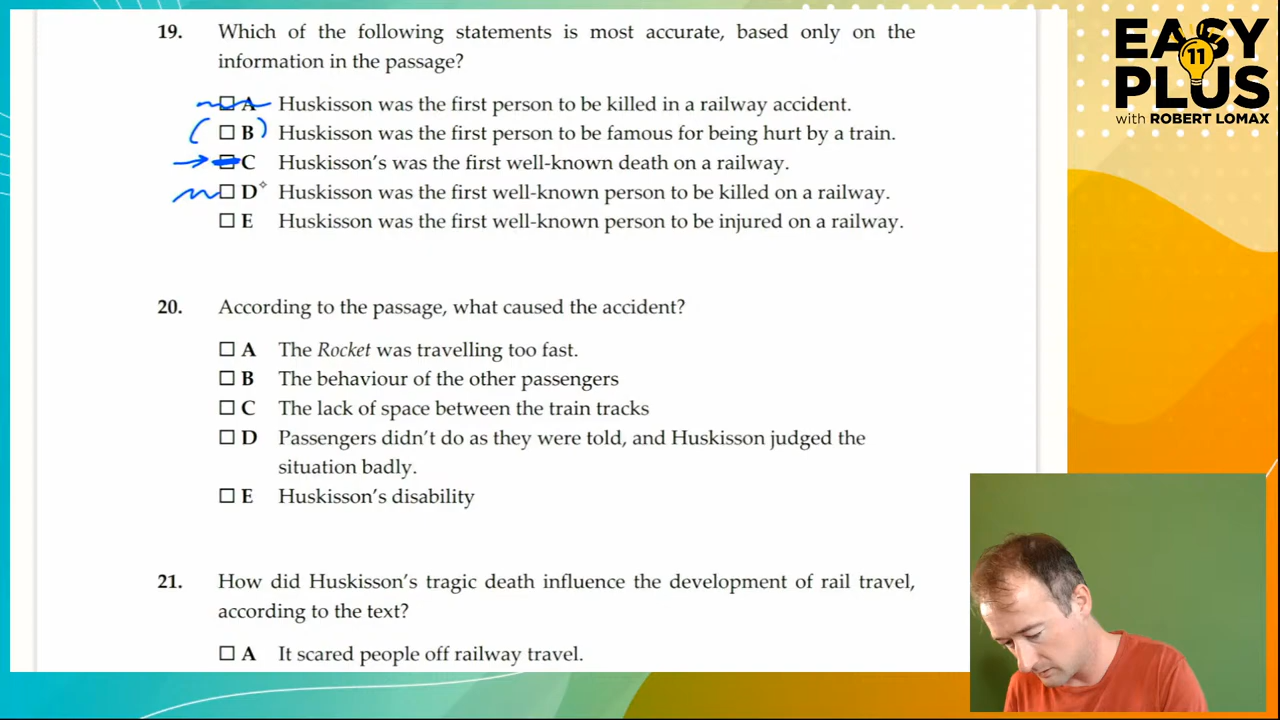 19. Which of the following statements is most accurate, based only on the
information in the passage?
A Huskisson was the first person to be killed in a railway accident.
B Huskisson was the first person to be famous for being hurt by a train.
C Huskisson's was the first well-known death on a railway.
D Huskisson was the first well-known person to be killed on a railway.
E Huskisson was the first well-known person to be injured on a railway.
20. According to the passage, what caused the accident?
A The Rocket was travelling too fast.
B The behaviour of the other passengers
C The lack of space between the train tracks
D Passengers didn't do as they were told, and Huskisson judged the
situation badly.
E Huskisson's disability
21. How did Huskisson's tragic death influence the development of rail travel,
according to the text?
A It scared people off railway travel.
EASY
11
PLUS
with ROBERT LOMAX